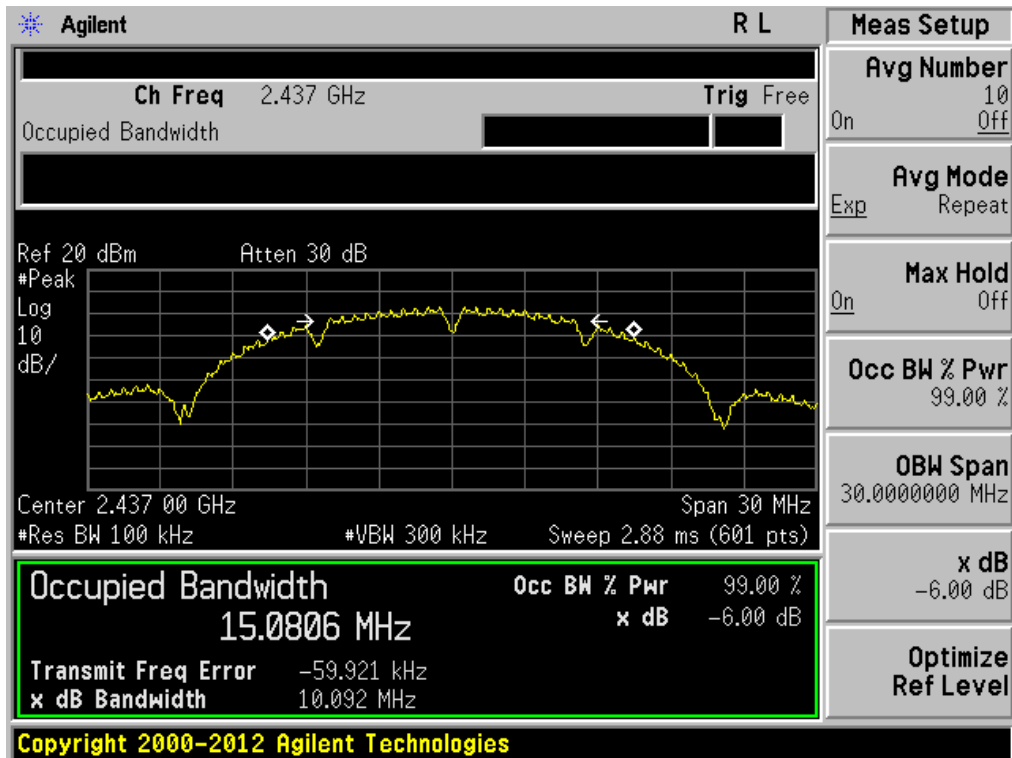 Agilent
R L
Meas Setup
Ch Freq 2.437 GHz
Trig Free
Occupied Bandwidth
Ref 20 dBm
Atten 30 dB
#Peak
Log
10
dB/
Center 2.437 00 GHz
Span 30 MHz
#Res BW 100 kHz
#VBW 300 kHz
Sweep 2.88 ms (601 pts)
Occupied Bandwidth
15.0806 MHz
Occ BW % Pwr 99.00 %
x dB -6.00 dB
Transmit Freq Error -59.921 kHz
x dB Bandwidth 10.092 MHz
Copyright 2000-2012 Agilent Technologies
Avg Number
10
On Off
Avg Mode
Exp Repeat
Max Hold
On Off
Occ BW % Pwr
99.00 %
OBW Span
30.0000000 MHz
x dB
-6.00 dB
Optimize
Ref Level